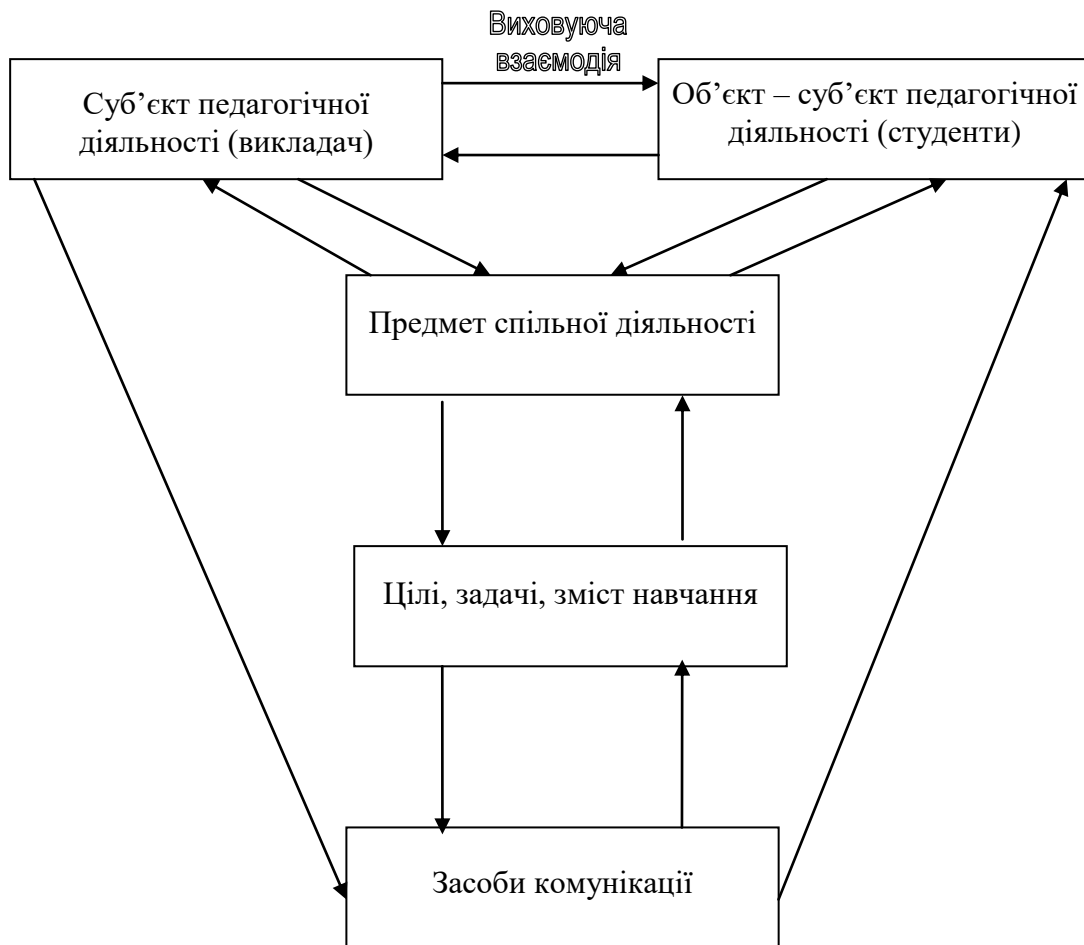 Виховуюча
взаємодія
Суб’єкт педагогічної
діяльності (викладач)
Об’єкт – суб’єкт педагогічної
діяльності (студенти)
Предмет спільної діяльності
Цілі, задачі, зміст навчання
Засоби комунікації